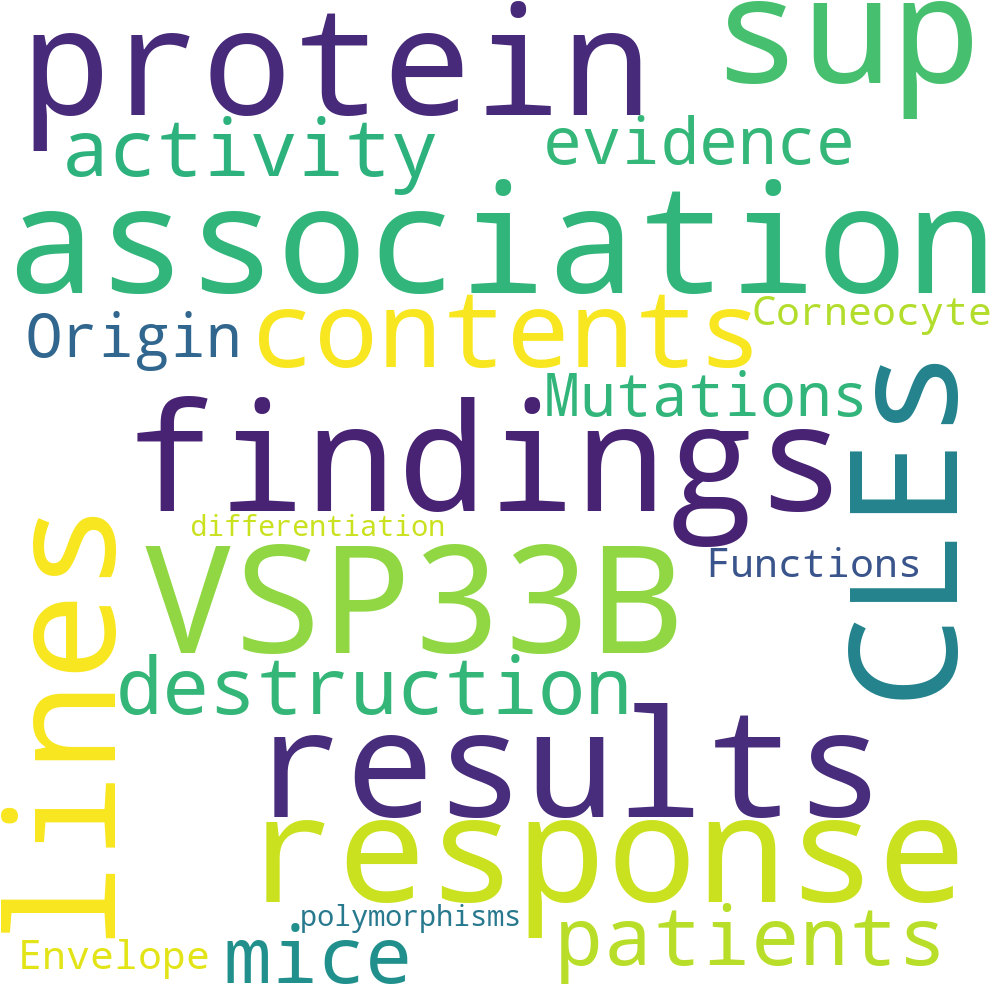 protein
sup
activity
evidence
association
Origin
contents
Corneocyte
Mutations
findings
CLES
differentiation
lines
VSP33B
Functions
destruction
results
response
polymorphisms
patients
Envelope
mice